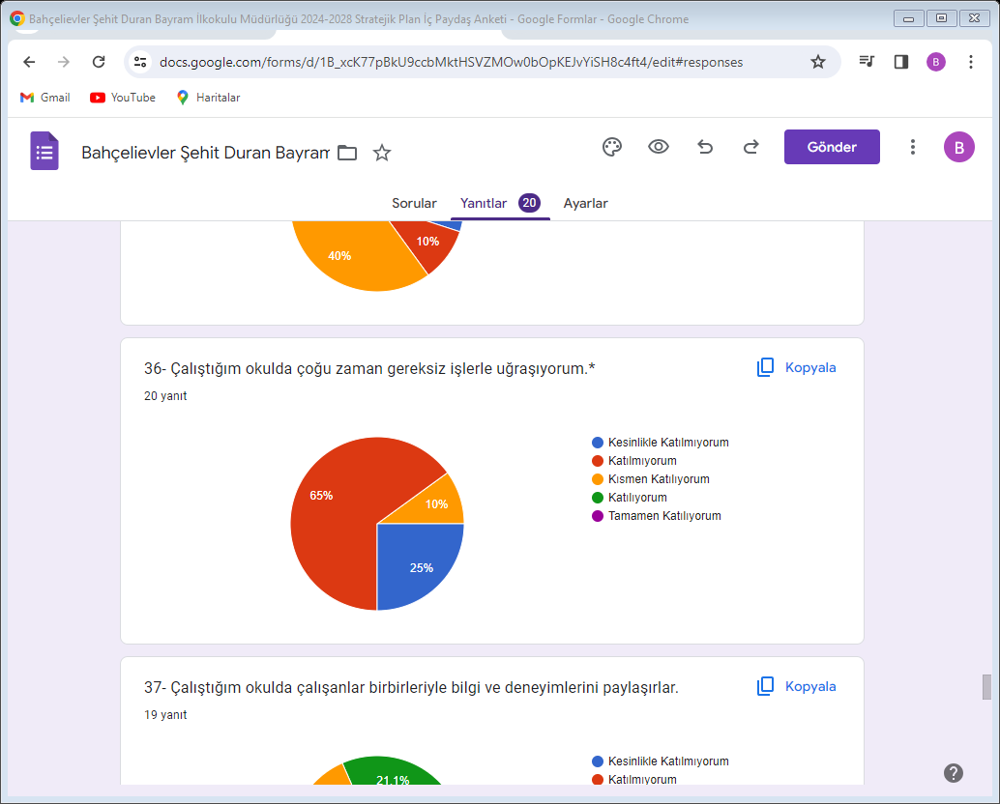 Bahçelievler Şehit Duran Bayram İlkokulu Müdürlüğü 2024-2028 Stratejik Plan İç Paydaş Anketi - Google Formlar - Google Chrome
docs.google.com/forms/d/1B_xcK77pBkU9ccbMktHSVZMOw0bOpKEJvYiSH8c4ft4/edit#responses
B
Gmail YouTube Haritalar
Bahçelievler Şehit Duran Bayram
Gönder
B
Sorular Yanıtlar 20 Ayarlar
10%
40%
36- Çalıştığım okulda çoğu zaman gereksiz işlerle uğraşıyorum.*
Kopyala
20 yanıt
Kesinlikle Katılmıyorum
Katılmıyorum
Kısmen Katılıyorum
Katılıyorum
Tamamen Katılıyorum
65%
10%
25%
37- Çalıştığım okulda çalışanlar birbirleriyle bilgi ve deneyimlerini paylaşırlar.
Kopyala
19 yanıt
Kesinlikle Katılmıyorum
Katılmıyorum
21,1%